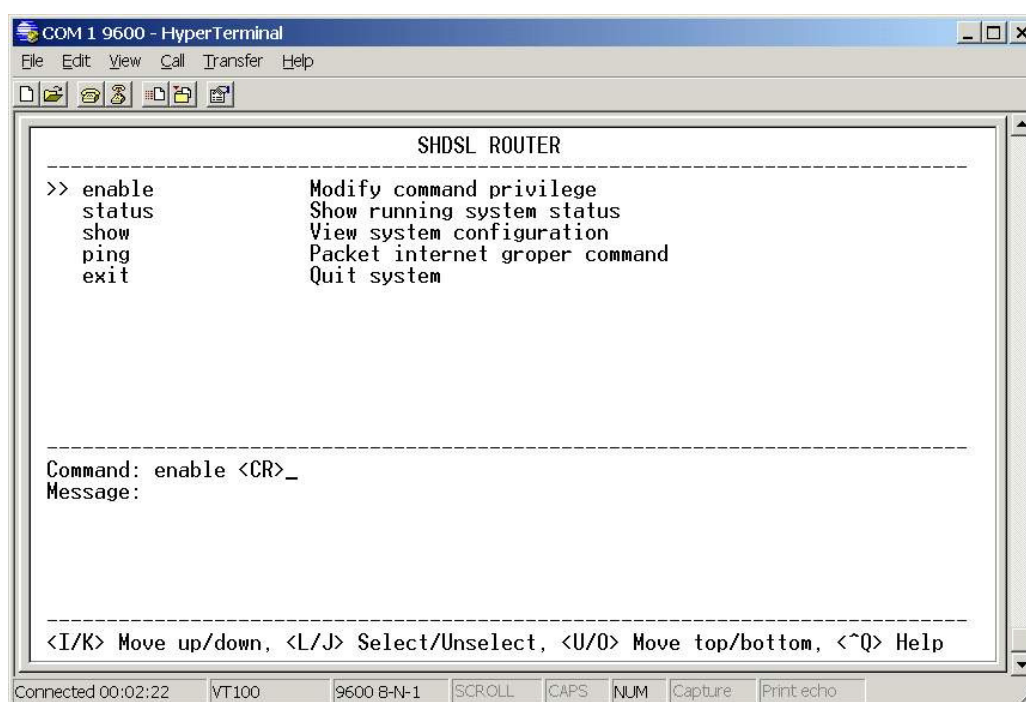 COM 1 9600 - HyperTerminal
File Edit View Call Transfer Help
SHDSL ROUTER
>> enable Modify command privilege
status Show running system status
show View system configuration
ping Packet internet groper command
exit Quit system
Command: enable <CR>_
Message:
<I/K> Move up/down, <L/J> Select/Unselect, <U/O> Move top/bottom, <^Q> Help
Connected 00:02:22 VT100 9600 8-N-1 SCROLL CAPS NUM Capture Print echo